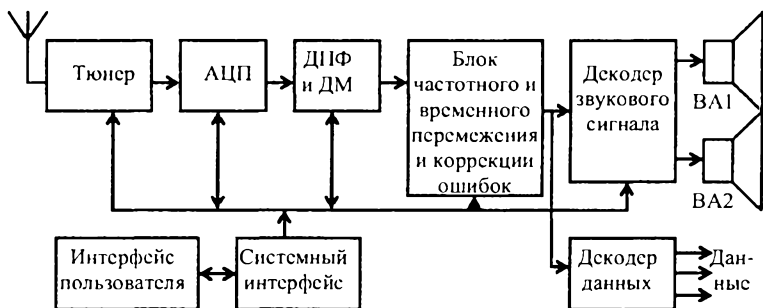 Тюнер
АЦП
ДПФ
и ДМ
Блок
частотного и
временного
перемежения
и коррекции
ошибок
Декодер
звукового
сигнала
ВА1
ВА2
Интерфейс
пользователя
Системный
интерфейс
Декодер
данных
Дан-
ные